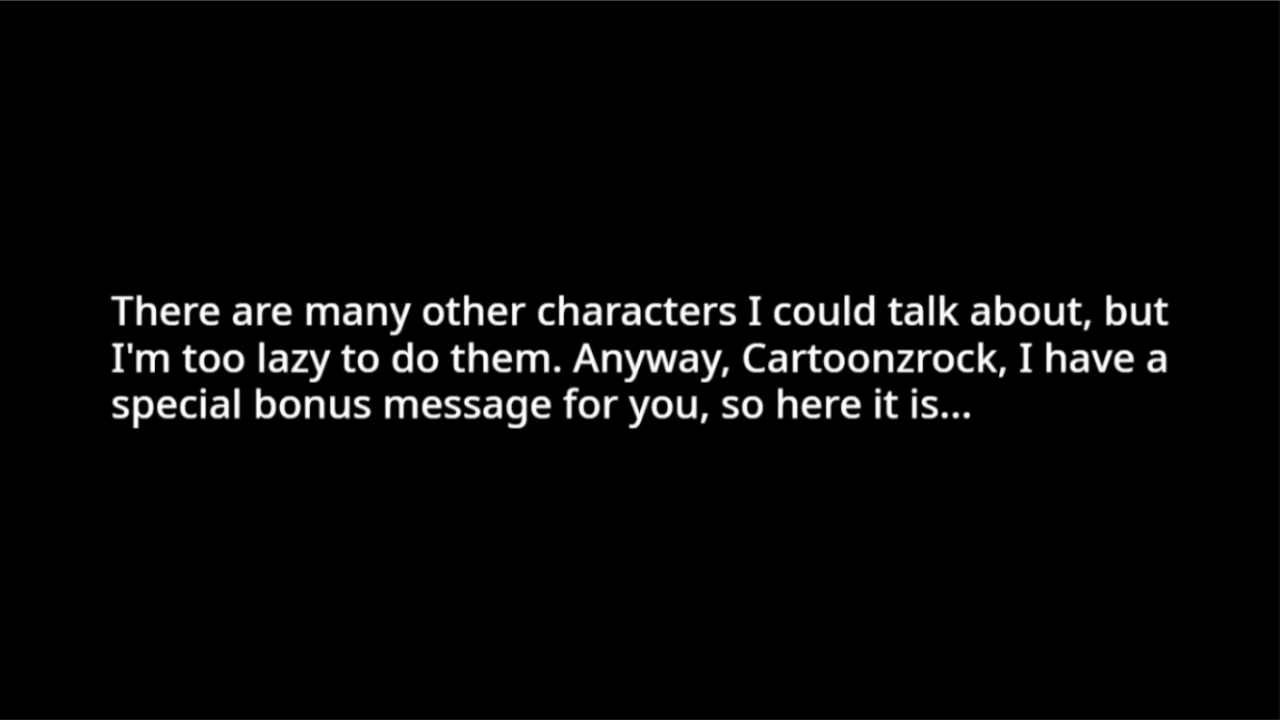 There are many other characters I could talk about, but
I'm too lazy to do them. Anyway, Cartoonzrock, I have a
special bonus message for you, so here it is...